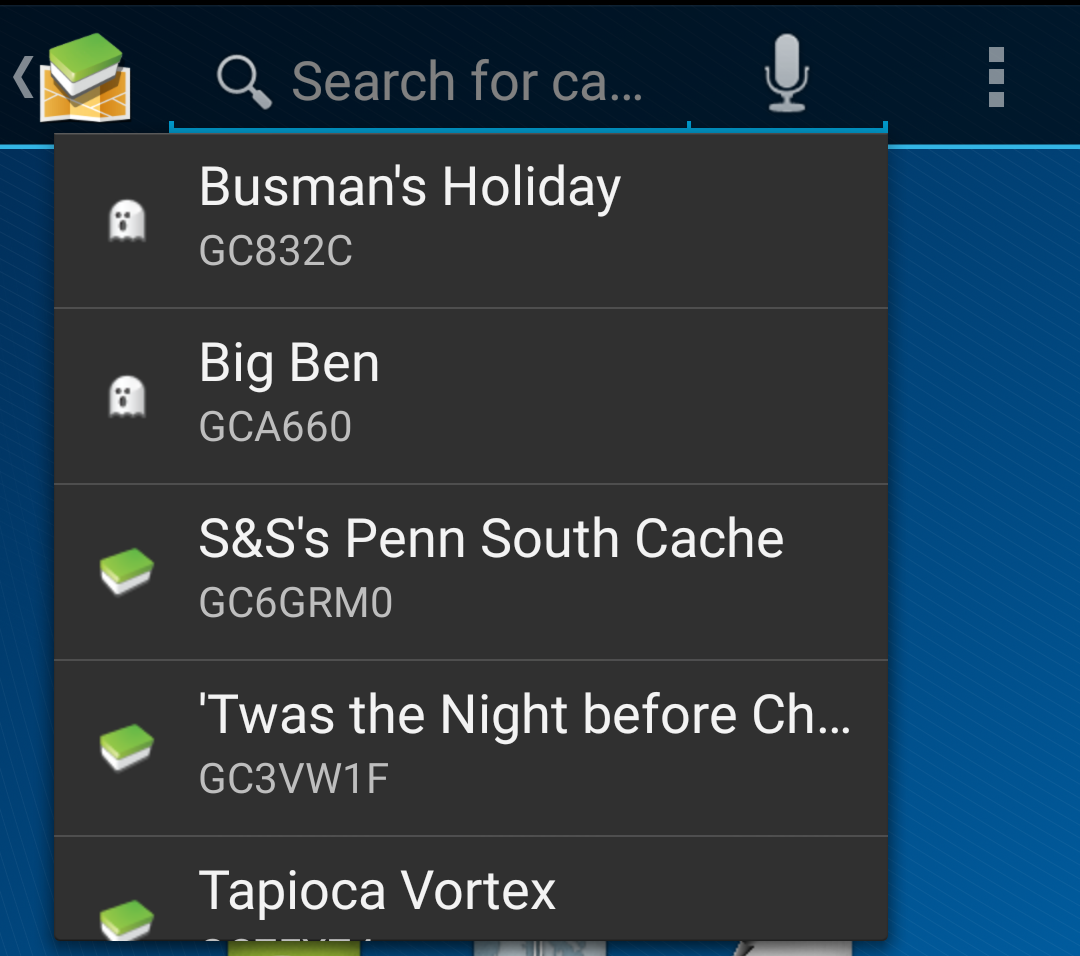 Search for ca...
Busman's Holiday
GC832C
Big Ben
GCA660
S&S's Penn South Cache
GC6GRM0
'Twas the Night before Ch...
GC3VW1F
Tapioca Vortex